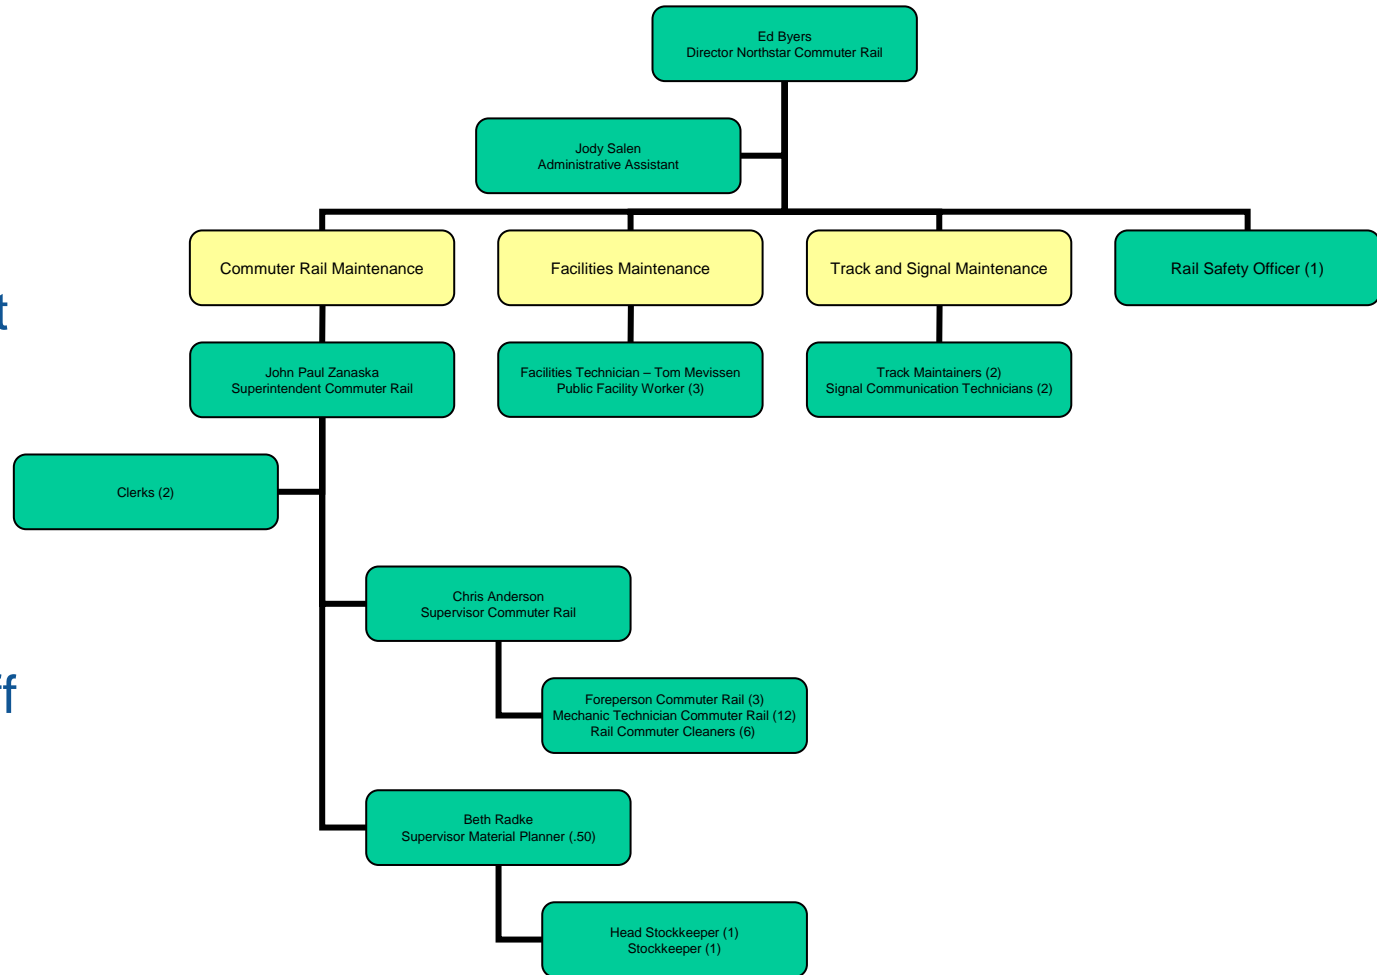 Ed Byers
Director Northstar Commuter Rail
Jody Salen
Administrative Assistant
Commuter Rail Maintenance
Facilities Maintenance
Track and Signal Maintenance
Rail Safety Officer (1)
t
John Paul Zanaska
Superintendent Commuter Rail
Facilities Technician – Tom Mevissen
Public Facility Worker (3)
Track Maintainers (2)
Signal Communication Technicians (2)
Clerks (2)
Chris Anderson
Supervisor Commuter Rail
ff
Foreperson Commuter Rail (3)
Mechanic Technician Commuter Rail (12)
Rail Commuter Cleaners (6)
Beth Radke
Supervisor Material Planner (.50)
Head Stockkeeper (1)
Stockkeeper (1)